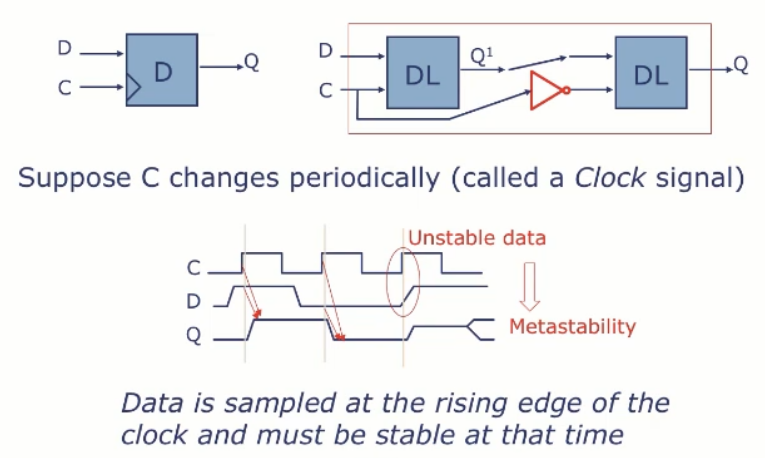 D
C
D
Q
D
C
DL
Q¹
DL
Q
Suppose C changes periodically (called a Clock signal)
Unstable data
C
D
Q
Metastability
Data is sampled at the rising edge of the
clock and must be stable at that time